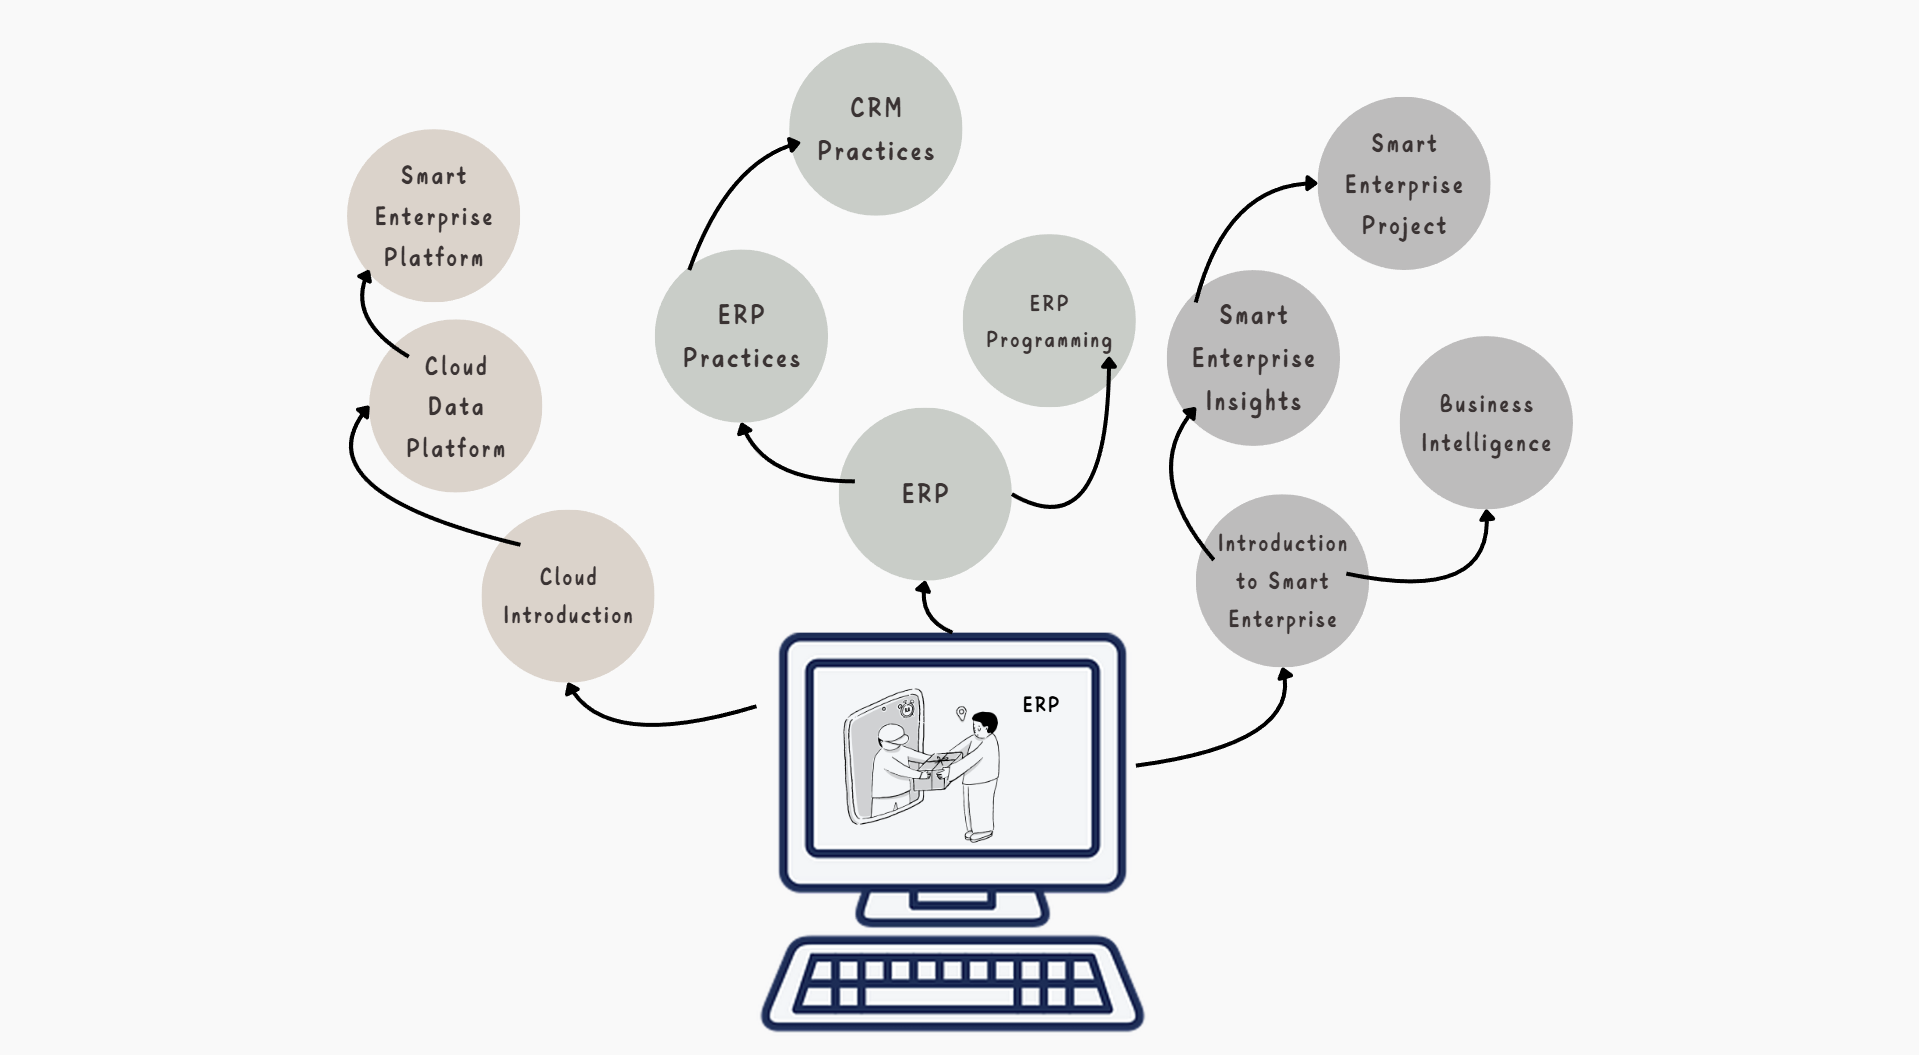 CRM
Practices
Smart
Enterprise
Project
Smart
Enterprise
Platform
ERP
Practices
ERP
Programming
Smart
Enterprise
Insights
Cloud
Data
Platform
Business
Intelligence
ERP
Introduction
to Smart
Enterprise
Cloud
Introduction
ERP